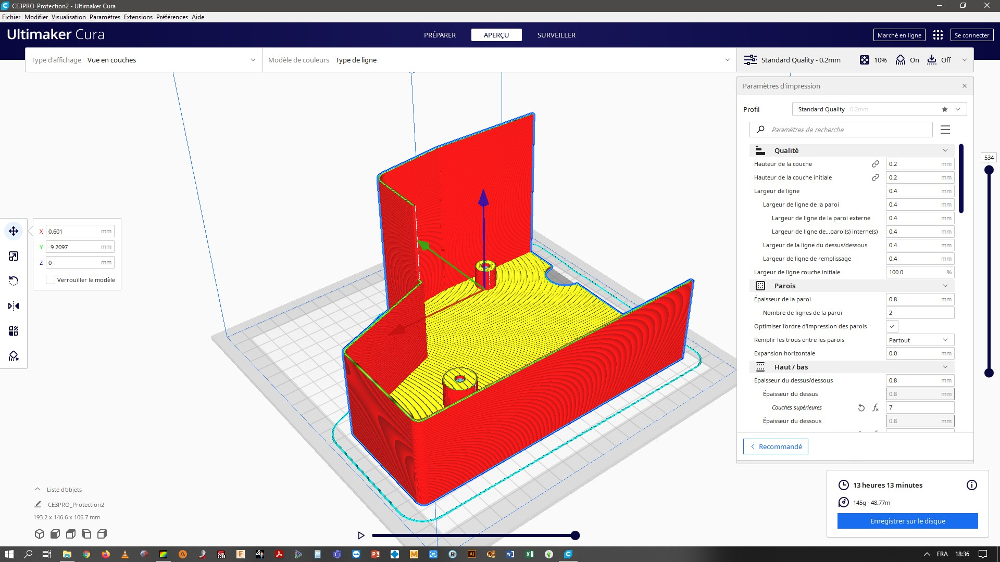 CE3PRO_Protection2 - Ultimaker Cura
Fichier Modifier Visualisation Paramètres Extensions Préférences Aide
Ultimaker Cura
PRÉPARER APERÇU SURVEILLER
Marché en ligne
Se connecter
Type d'affichage Vue en couches
Modèle de couleurs Type de ligne
Standard Quality - 0.2mm 10% On Off
Paramètres d'impression
Profil Standard Quality - 0.2mm
Paramètres de recherche
Qualité
Hauteur de la couche 0.2 mm
Hauteur de la couche initiale 0.2 mm
Largeur de ligne 0.4 mm
Largeur de ligne de la paroi 0.4 mm
Largeur de ligne de la paroi externe 0.4 mm
Largeur de ligne de...paroi(s) interne(s) 0.4 mm
Largeur de la ligne du dessus/dessous 0.4 mm
Largeur de ligne de remplissage 0.4 mm
Largeur de ligne couche initiale 100.0 %
Parois
Épaisseur de la paroi 0.8 mm
Nombre de lignes de la paroi 2
Optimiser l'ordre d'impression des parois
Remplir les trous entre les parois Partout
Expansion horizontale 0.0 mm
Haut / bas
Épaisseur du dessus/dessous 0.8 mm
Épaisseur du dessus 0.8 mm
Couches supérieures 7
Épaisseur du dessous 0.8 mm
Recommandé
534
X 0.601 mm
Y -9.2097 mm
Z 0 mm
Verrouiller le modèle
Liste d'objets
CE3PRO_Protection2
193.2 x 146.6 x 106.7 mm
13 heures 13 minutes
145g · 48.77m
Enregistrer sur le disque
FRA 18:36